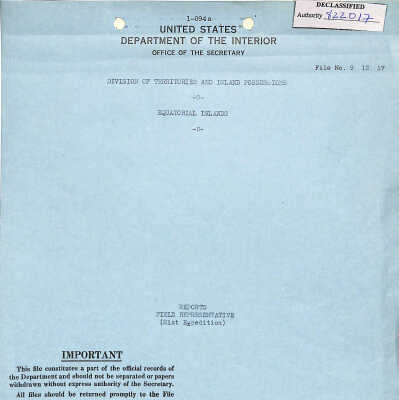 DECLASSIFIED
Authority 922017
1-094a
UNITED STATES
DEPARTMENT OF THE INTERIOR
OFFICE OF THE SECRETARY
File No. 9 12 17
DIVISION OF TERRITORIES AND ISLAND POSSESSIONS
-O-
EQUATORIAL ISLANDS
-O-
REPORTS
FIELD REPRESENTATIVE
(21st Expedition)
IMPORTANT
This file constitutes a part of the official records of
the Department and should not be separated or papers
withdrawn without express authority of the Secretary.
All files should be returned promptly to the File